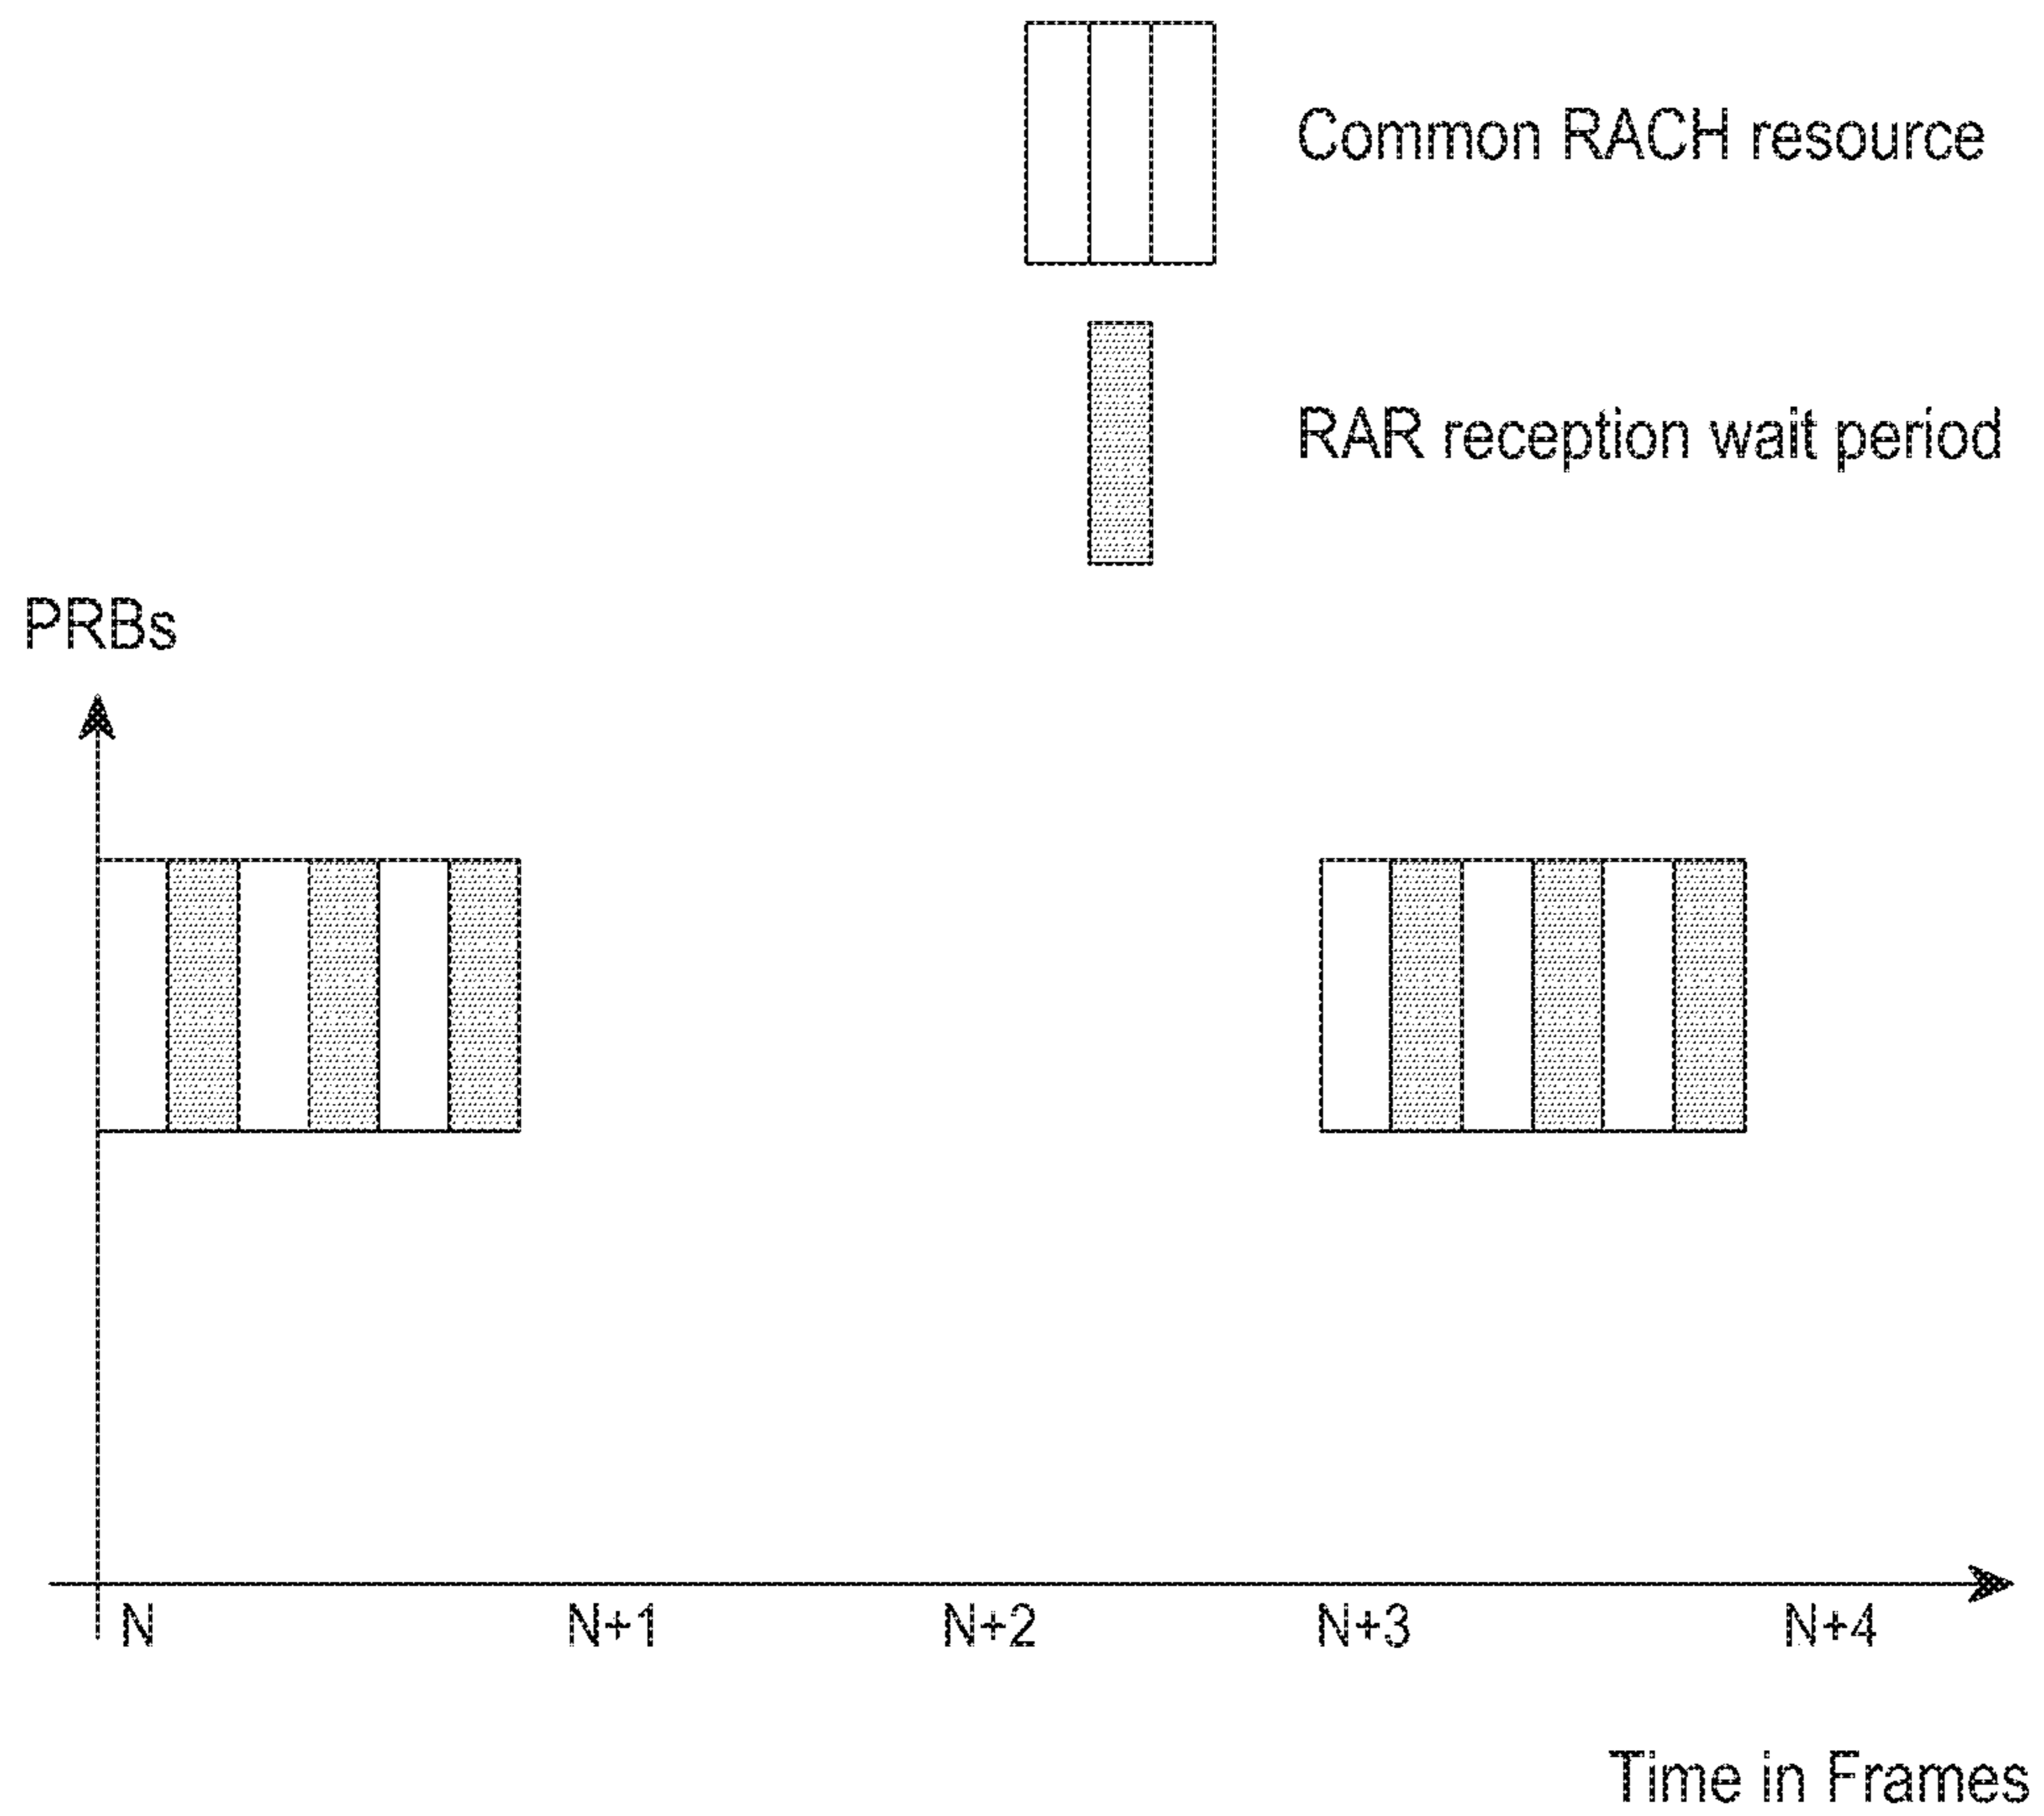 Common RACH resource
RAR reception wait period
PRBs
N N+1 N+2 N+3 N+4
Time in Frames